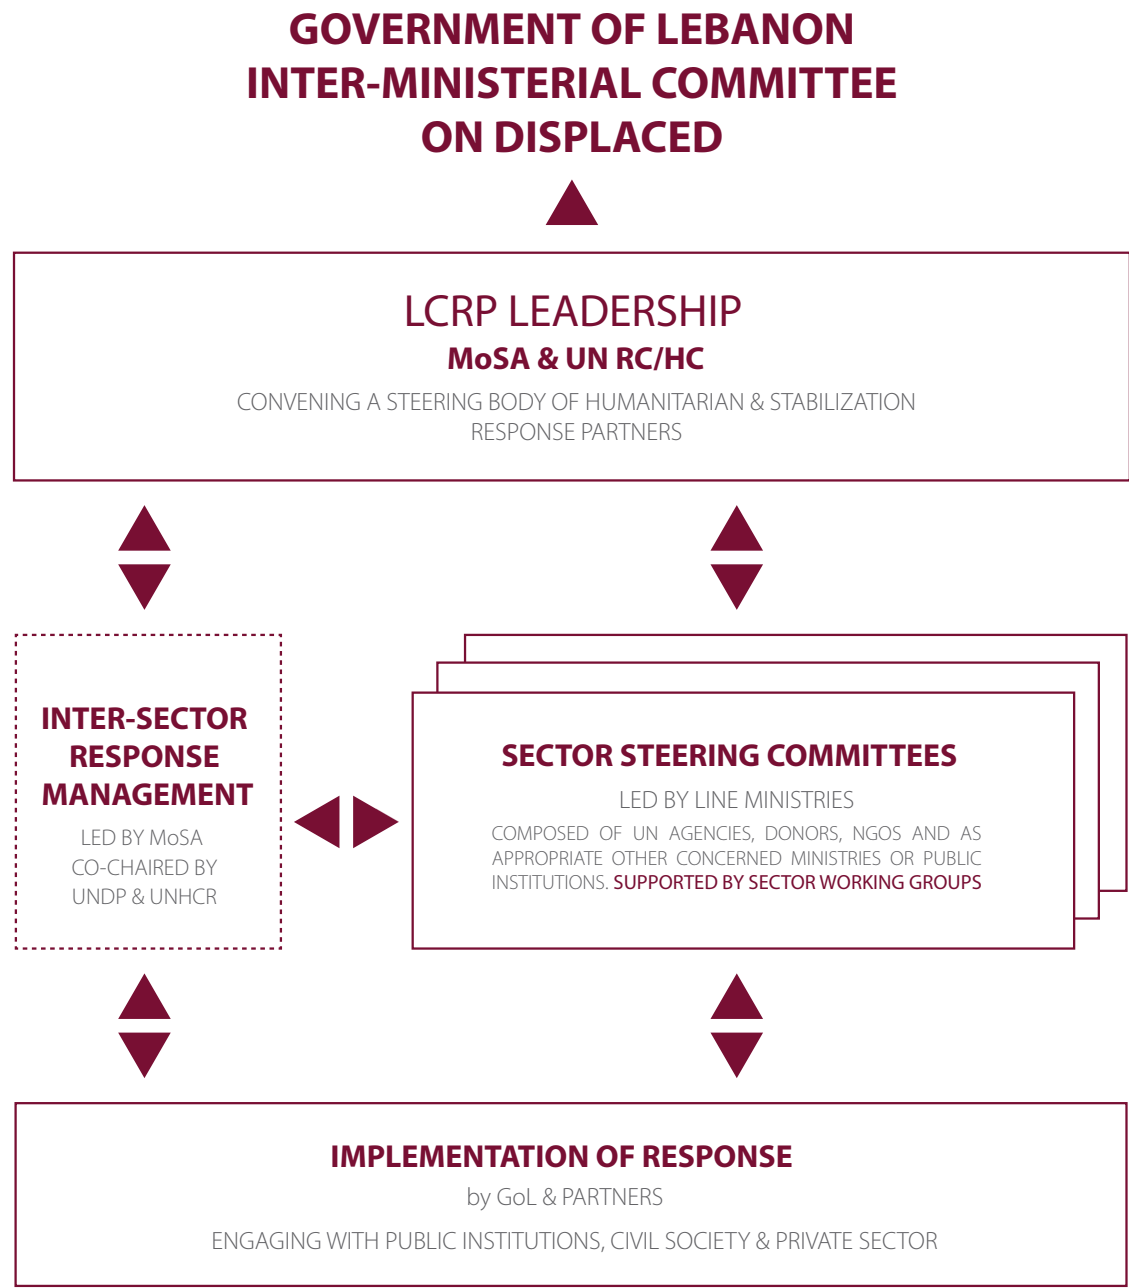 GOVERNMENT OF LEBANON
INTER-MINISTERIAL COMMITTEE
ON DISPLACED
LCRP LEADERSHIP
MoSA & UN RC/HC
CONVENING A STEERING BODY OF HUMANITARIAN & STABILIZATION
RESPONSE PARTNERS
INTER-SECTOR
RESPONSE
MANAGEMENT
LED BY MoSA
CO-CHAIRED BY
UNDP & UNHCR
SECTOR STEERING COMMITTEES
LED BY LINE MINISTRIES
COMPOSED OF UN AGENCIES, DONORS, NGOS AND AS
APPROPRIATE OTHER CONCERNED MINISTRIES OR PUBLIC
INSTITUTIONS. SUPPORTED BY SECTOR WORKING GROUPS
IMPLEMENTATION OF RESPONSE
by GoL & PARTNERS
ENGAGING WITH PUBLIC INSTITUTIONS, CIVIL SOCIETY & PRIVATE SECTOR